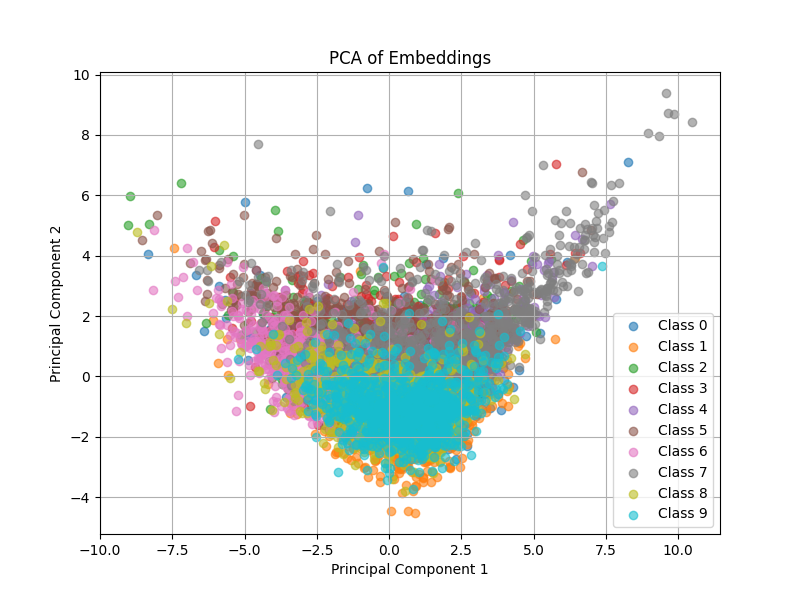 PCA of Embeddings
10
8
6
4
2
0
−2
−4
Principal Component 2
−10.0 −7.5 −5.0 −2.5 0.0 2.5 5.0 7.5 10.0
Principal Component 1
Class 0
Class 1
Class 2
Class 3
Class 4
Class 5
Class 6
Class 7
Class 8
Class 9